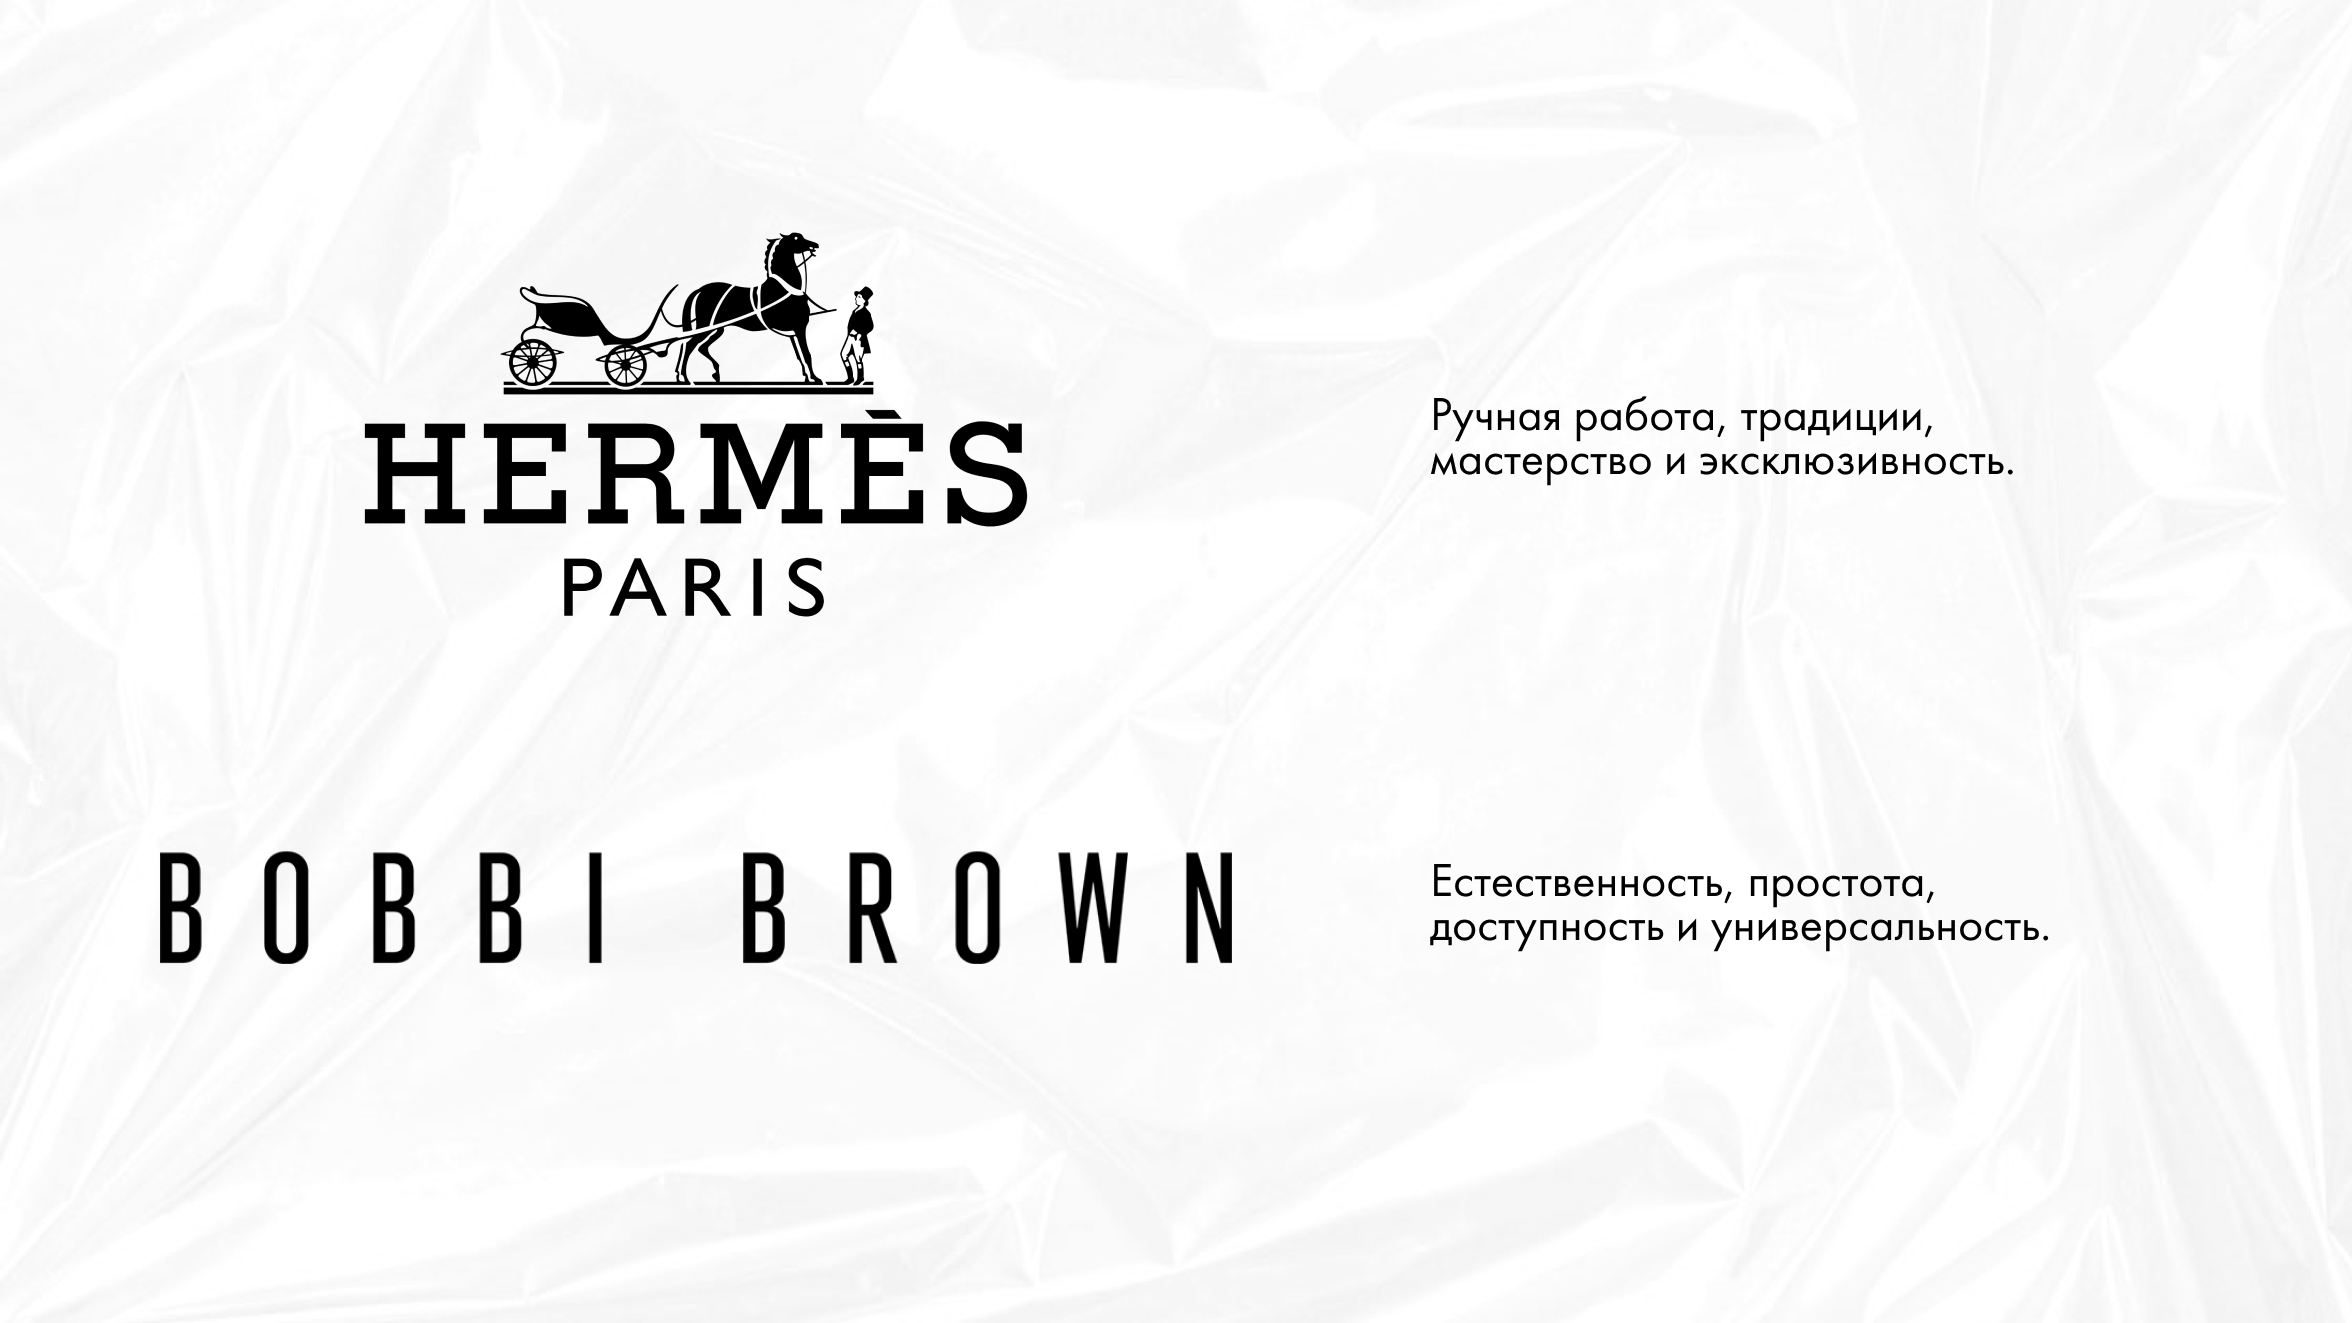 HERMÈS
PARIS
Ручная работа, традиции,
мастерство и эксклюзивность.
BOBBI BROWN
Естественность, простота,
доступность и универсальность.